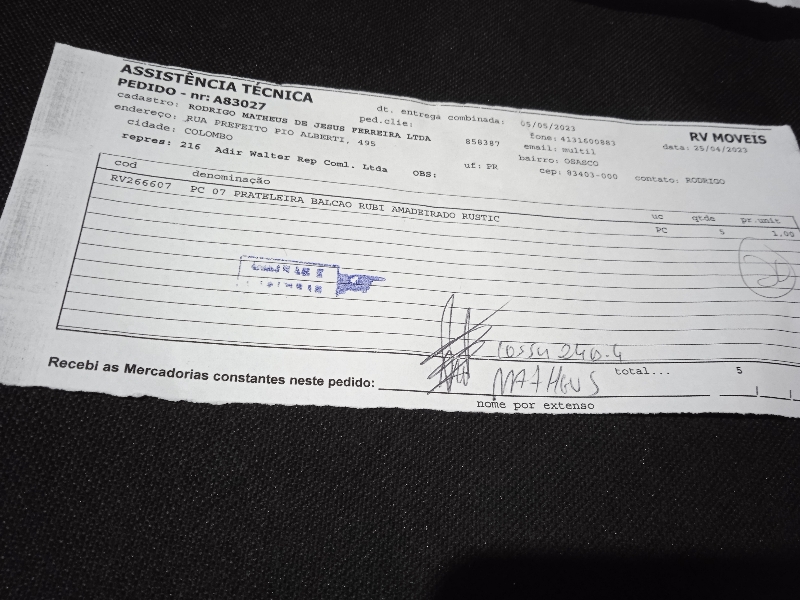 ASSISTÊNCIA TÉCNICA
PEDIDO - nr: A83027
dt. entrega combinada: 05/05/2023
RV MOVEIS
cadastro: RODRIGO MATHEUS DE JESUS FERREIRA LTDA
ped.clie:
858387
fone: 4131600883
data: 25/04/2023
endereço: RUA PREFEITO PIO ALBERTI, 495
email: multii
cidade: COLOMBO
uf: PR
bairro: OSASCO
repres: 216 Adir Walter Rep Coml. Ltda
OBS:
cep: 83403-000
contato: RODRIGO
cod denominação uc qtde pr.unit
RV266607 PC 07 PRATELEIRA BALCAO RUBI AMADEIRADO RUSTIC PC 5 1,00
total... 5
Recebi as Mercadorias constantes neste pedido:
MATHEUS
nome por extenso